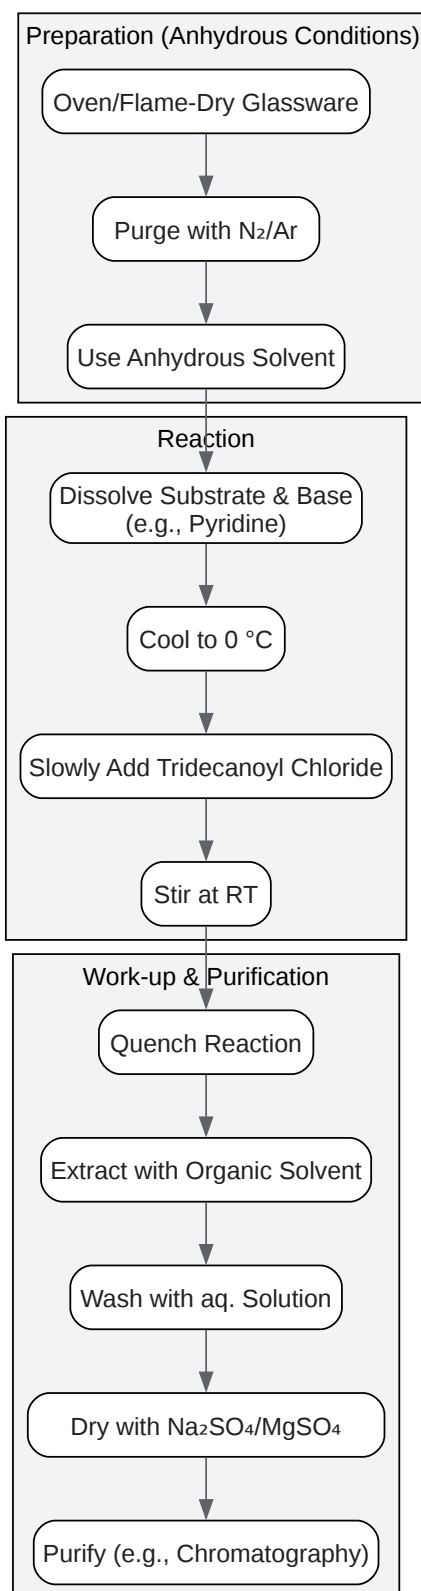 Preparation (Anhydrous Conditions)
Oven/Flame-Dry Glassware
Purge with N₂/Ar
Use Anhydrous Solvent
Reaction
Dissolve Substrate & Base
(e.g., Pyridine)
Cool to 0 °C
Slowly Add Tridecanoyl Chloride
Stir at RT
Work-up & Purification
Quench Reaction
Extract with Organic Solvent
Wash with aq. Solution
Dry with Na₂SO₄/MgSO₄
Purify (e.g., Chromatography)